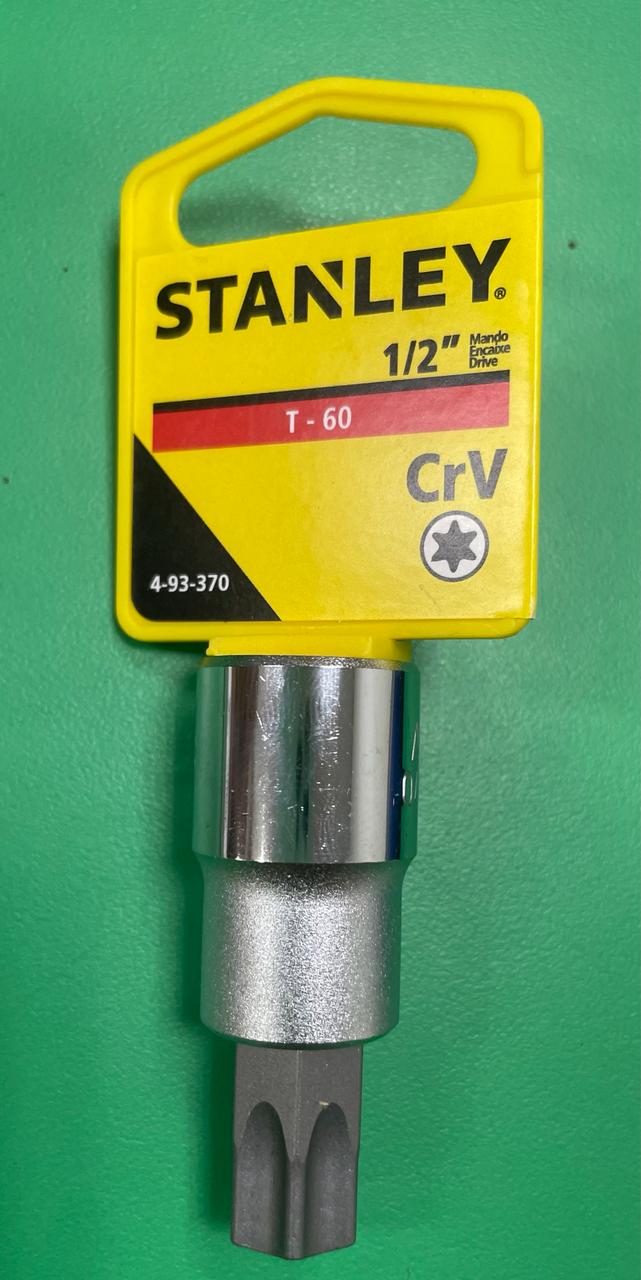 STANLEY®
1/2" Mando
Encaixe
Drive
T - 60
CrV
4-93-370